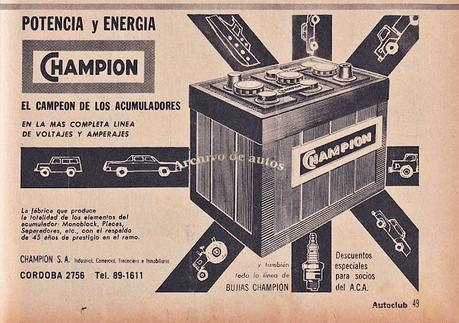 POTENCIA y ENERGIA
CHAMPION
EL CAMPEON DE LOS ACUMULADORES
EN LA MAS COMPLETA LINEA
DE VOLTAJES Y AMPERAJES
CHAMPION
Archivo de autos
La fábrica que produce
la totalidad de los elementos del
acumulador: Monoblock, Placas,
Separadores, etc., con el respaldo
de 45 años de prestigio en el ramo.
CHAMPION S. A. Industrial, Comercial, Financiera e Inmobiliaria
CORDOBA 2756 Tel. 89-1611
y también
toda la línea de
BUJIAS CHAMPION
Descuentos
especiales
para socios
del A.C.A.
Autoclub 49